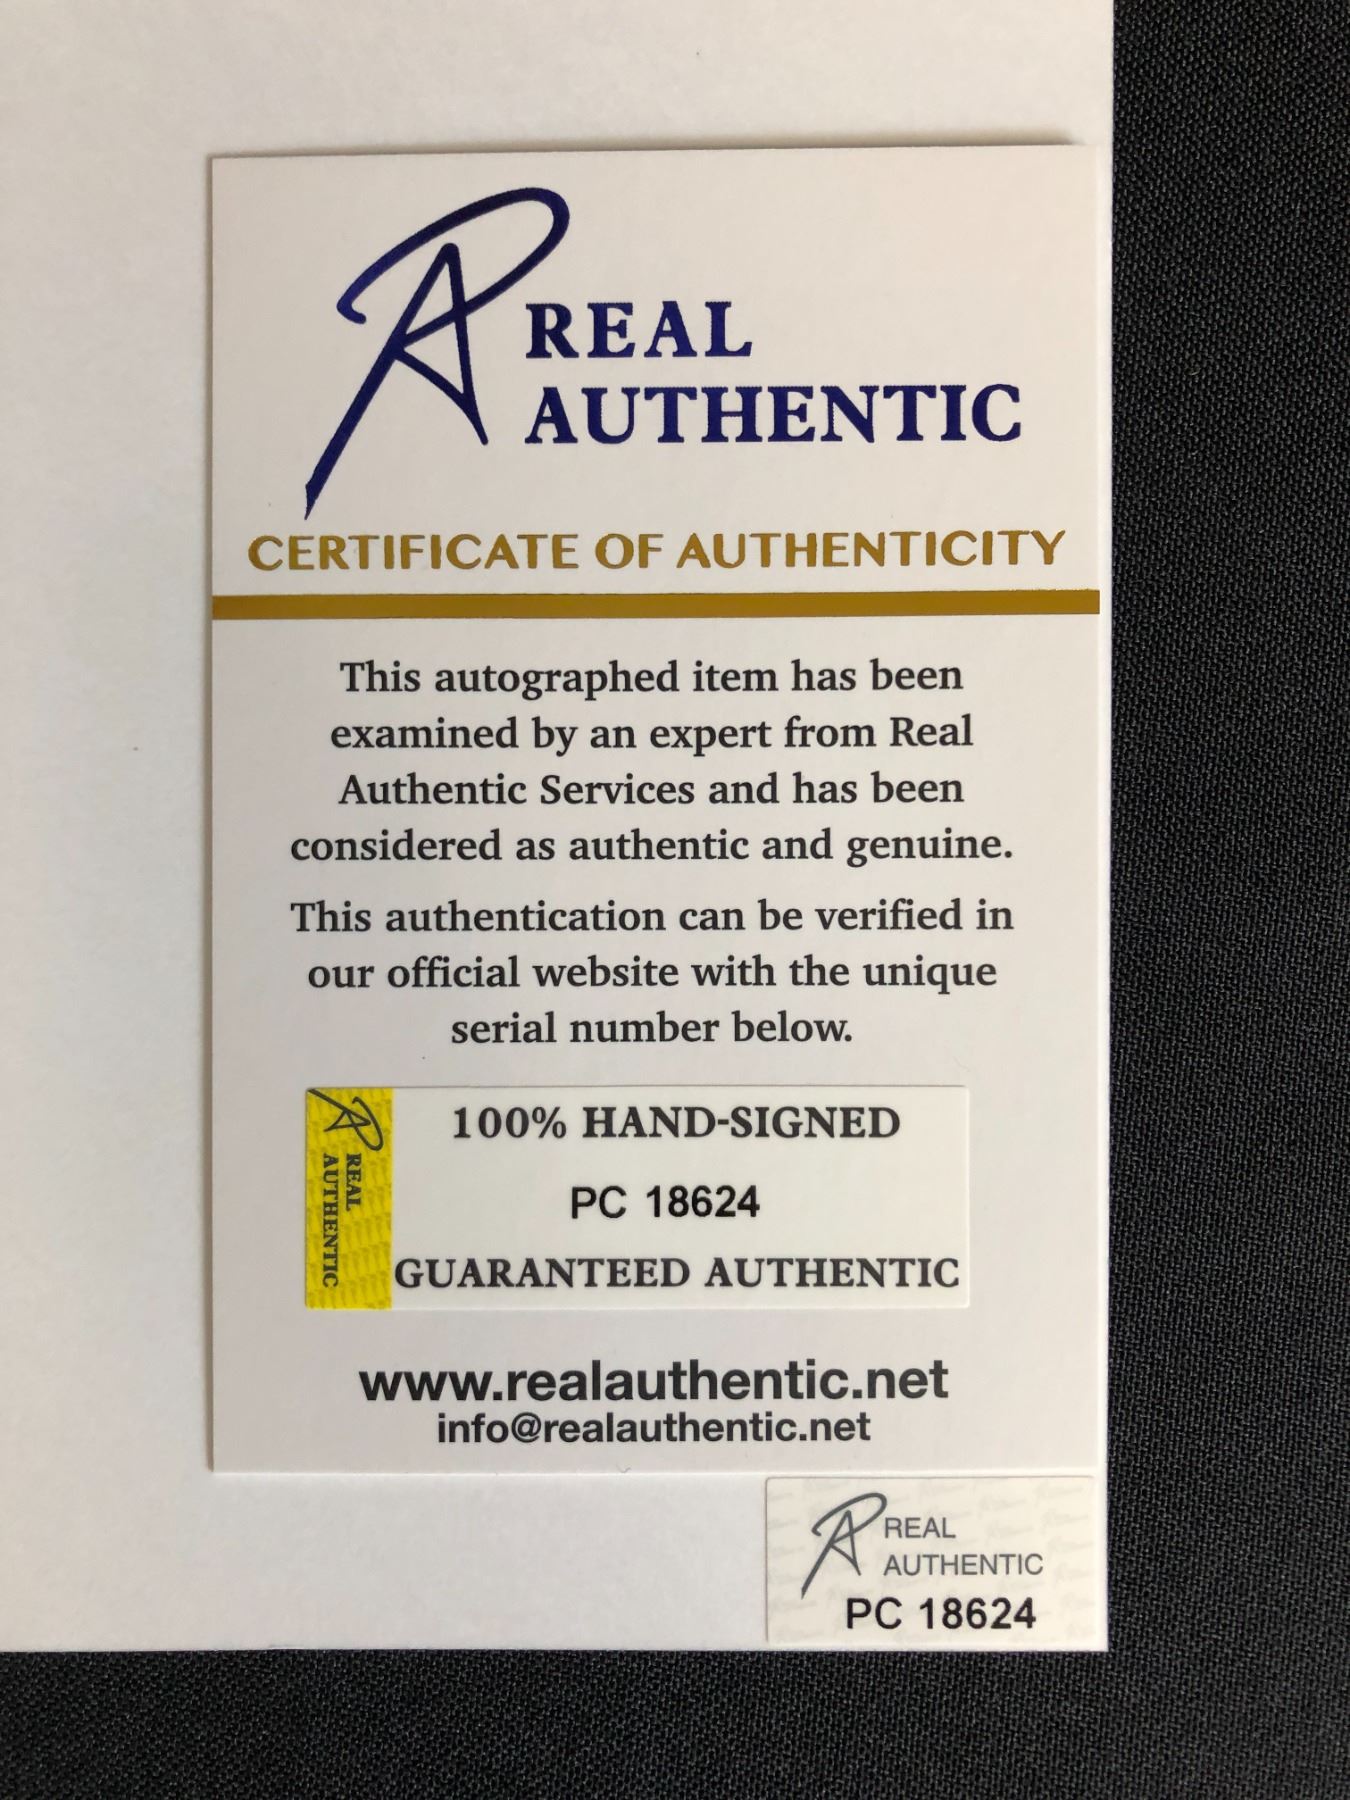 REAL
AUTHENTIC
CERTIFICATE OF AUTHENTICITY
This autographed item has been
examined by an expert from Real
Authentic Services and has been
considered as authentic and genuine.
This authentication can be verified in
our official website with the unique
serial number below.
REAL
AUTHENTIC
100% HAND-SIGNED
PC 18624
GUARANTEED AUTHENTIC
www.realauthentic.net
info@realauthentic.net
REAL
AUTHENTIC
PC 18624